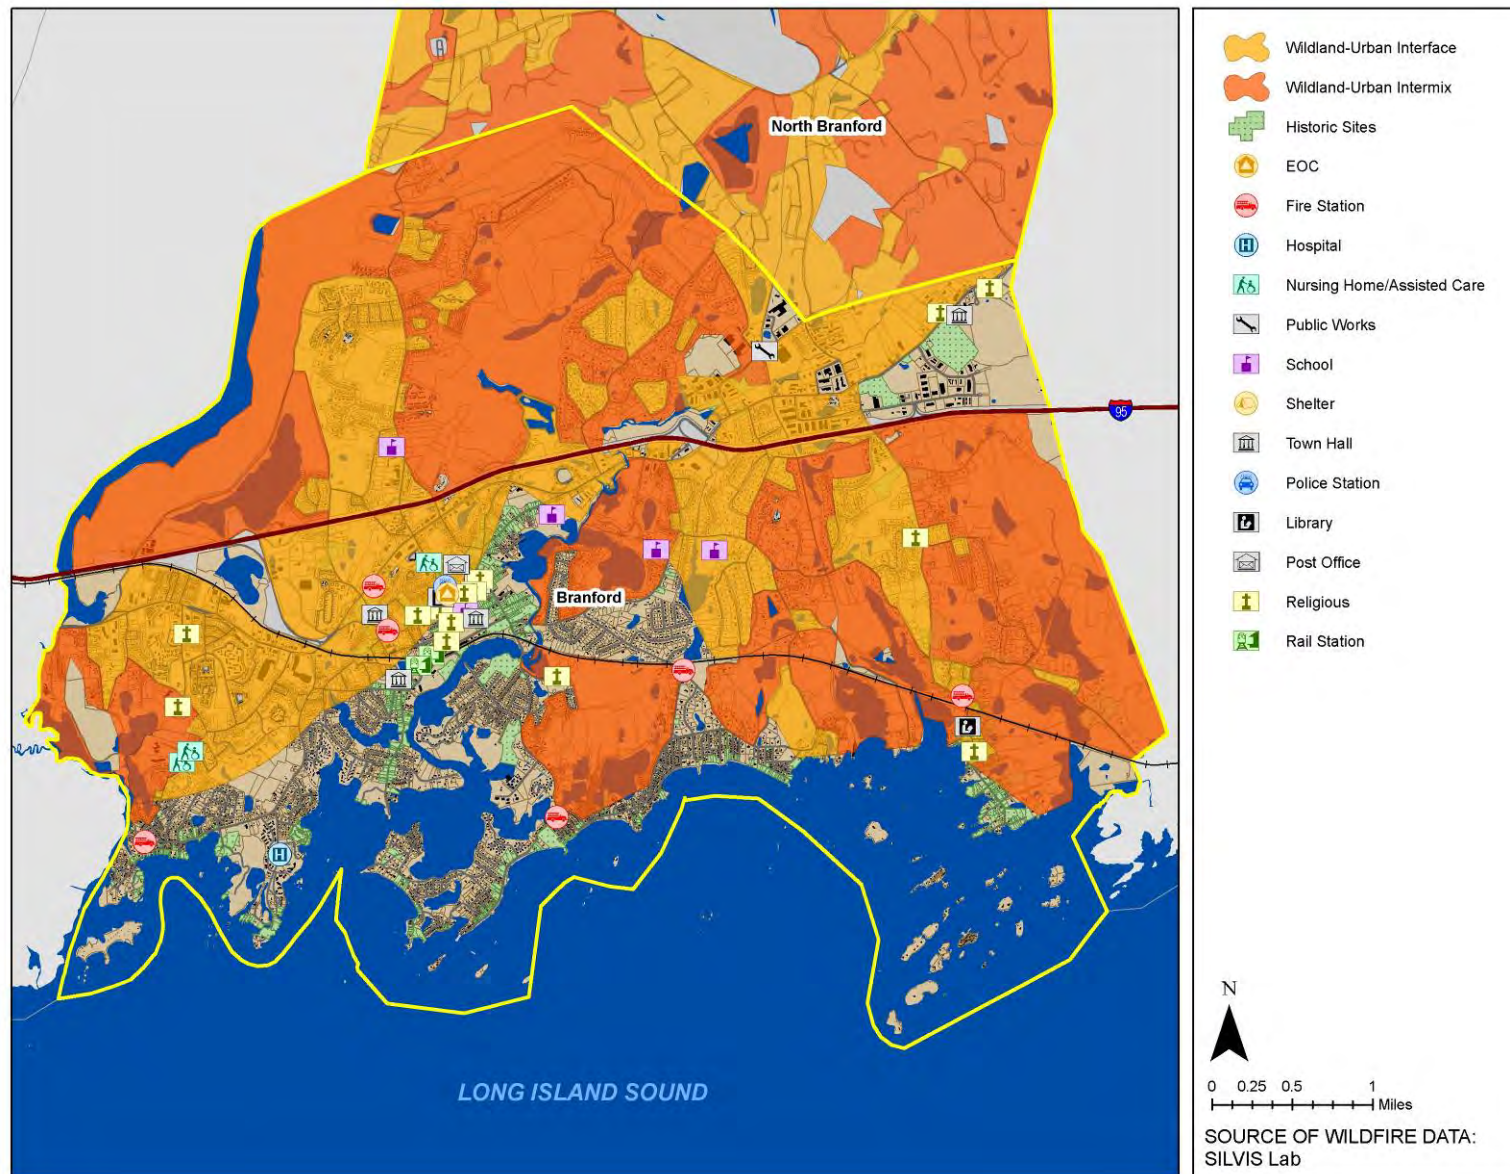 North Branford
95
Branford
LONG ISLAND SOUND
Wildland-Urban Interface
Wildland-Urban Intermix
Historic Sites
EOC
Fire Station
H Hospital
Nursing Home/Assisted Care
Public Works
School
Shelter
Town Hall
Police Station
Library
Post Office
Religious
Rail Station
H
N
0 0.25 0.5 1
Miles
SOURCE OF WILDFIRE DATA:
SILVIS Lab